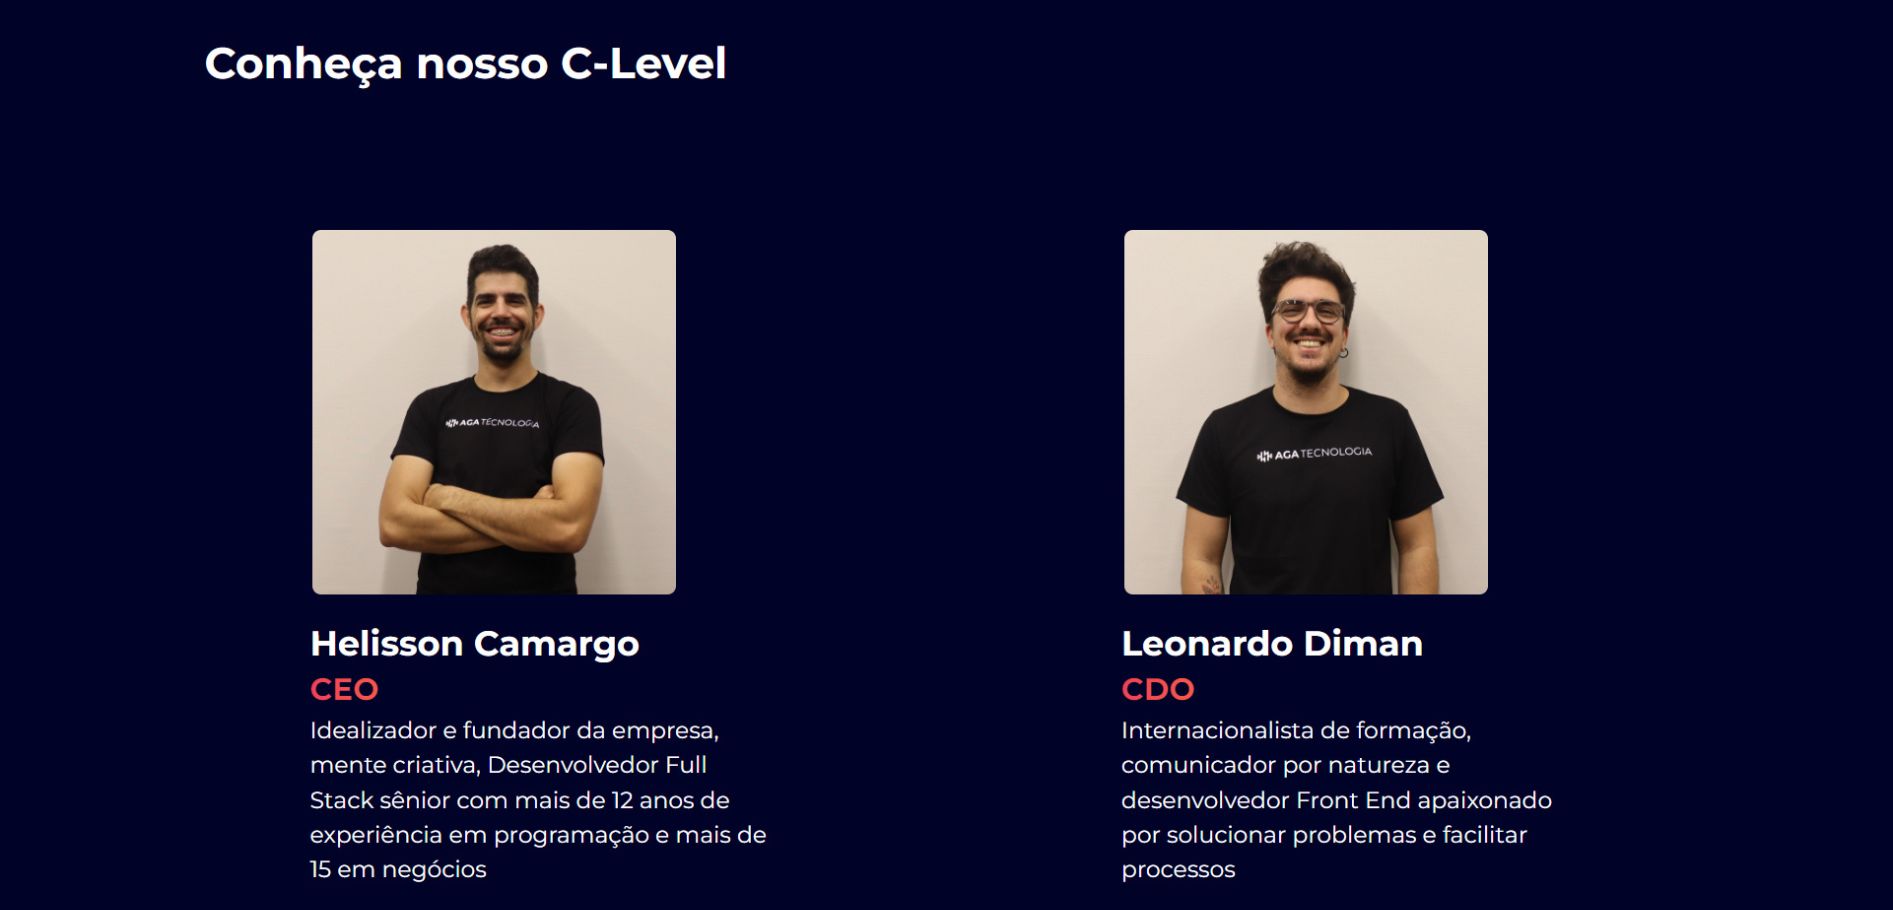 Conheça nosso C-Level
AGA TECNOLOGIA
AGA TECNOLOGIA
Helisson Camargo
CEO
Idealizador e fundador da empresa,
mente criativa, Desenvolvedor Full
Stack sênior com mais de 12 anos de
experiência em programação e mais de
15 em negócios
Leonardo Diman
CDO
Internacionalista de formação,
comunicador por natureza e
desenvolvedor Front End apaixonado
por solucionar problemas e facilitar
processos